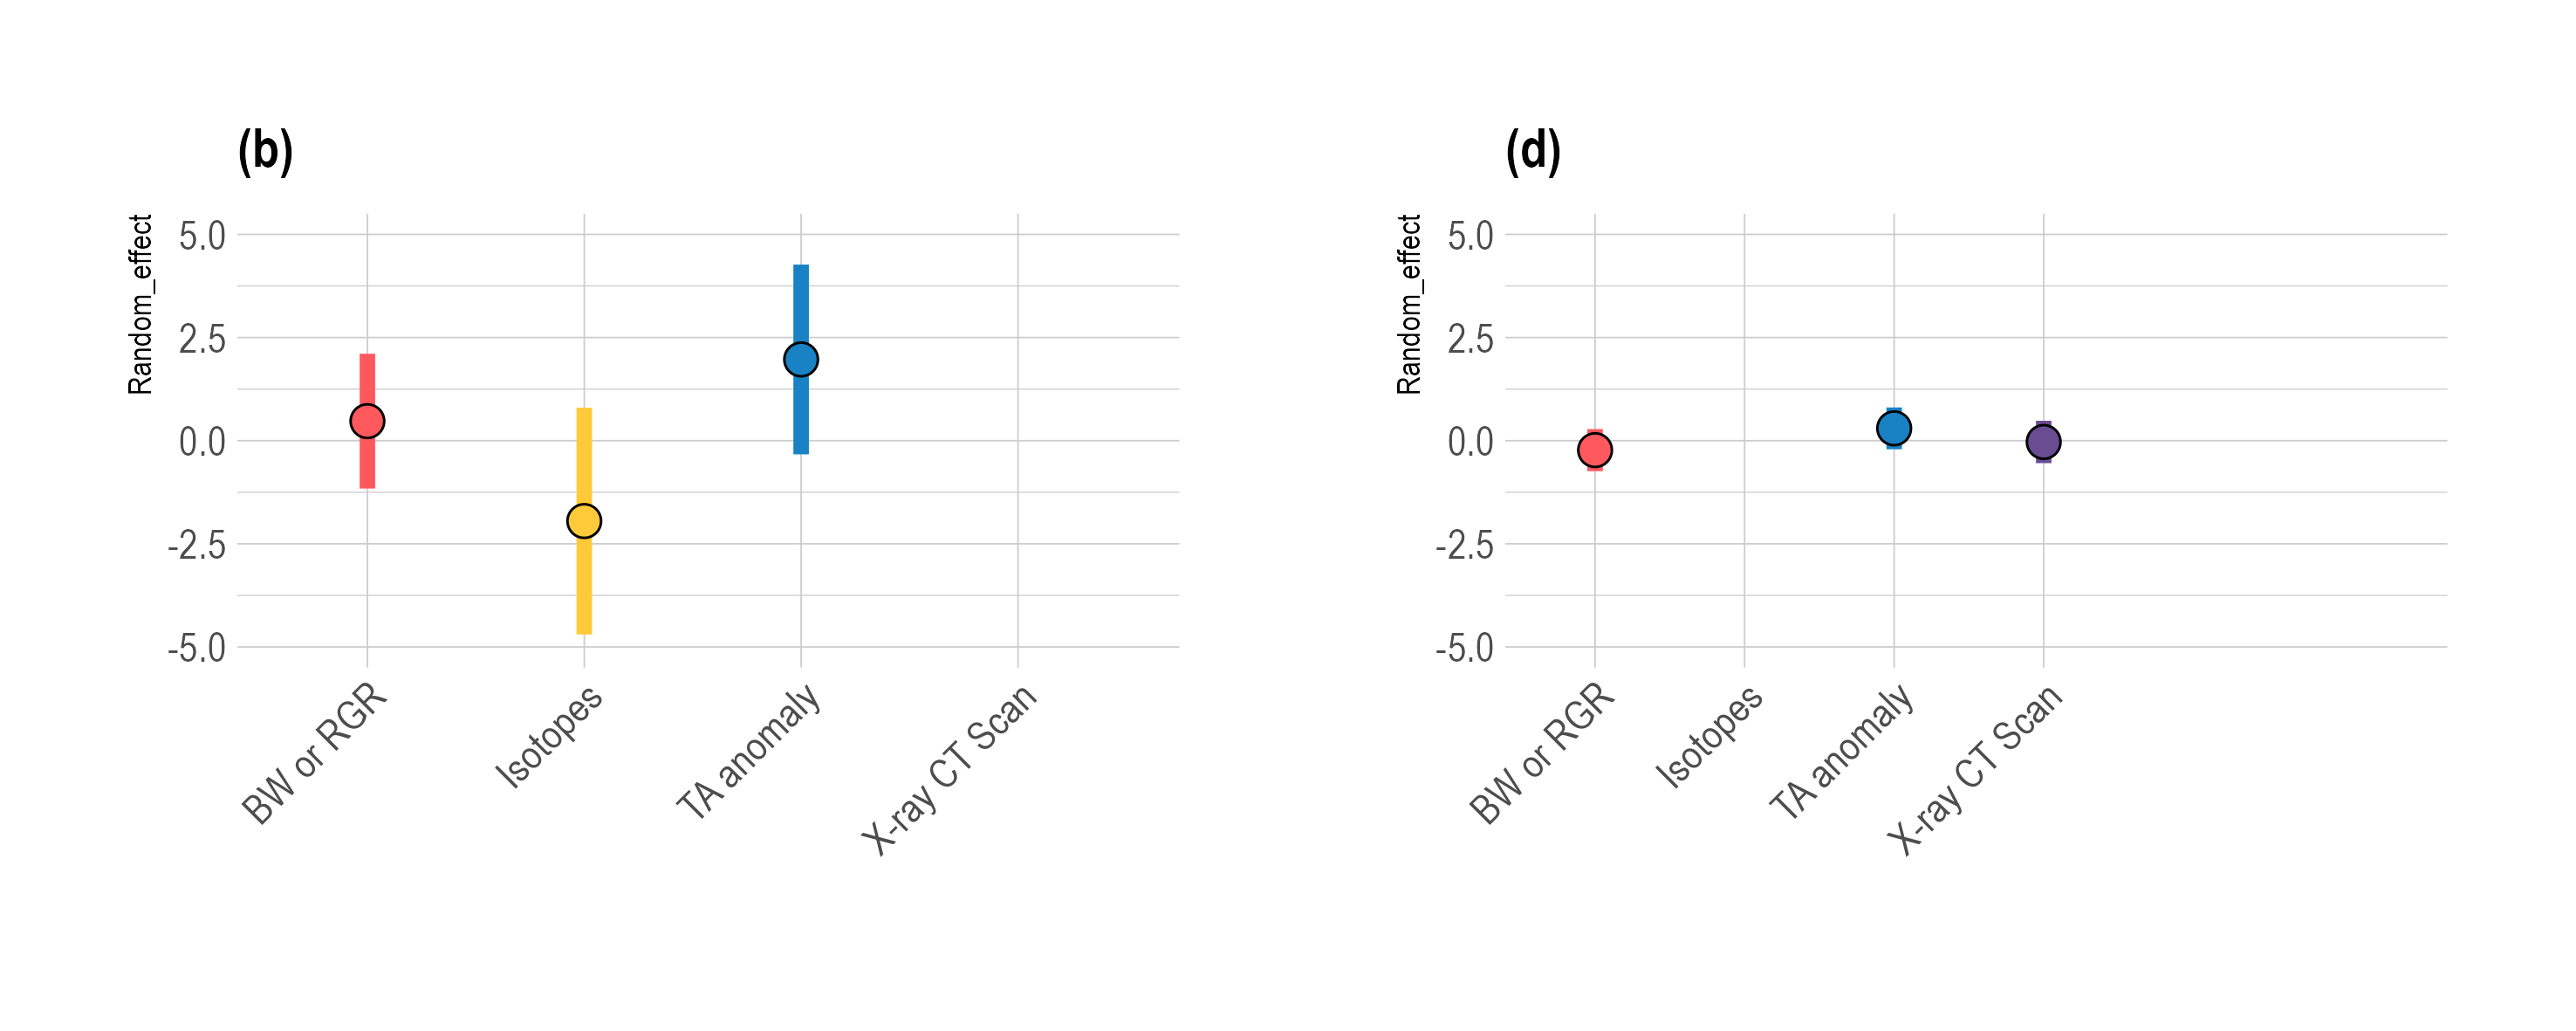 (b)
Random_effect
5.0
2.5
0.0
-2.5
-5.0
BW or RGR
Isotopes
TA anomaly
X-ray CT Scan
(d)
Random_effect
5.0
2.5
0.0
-2.5
-5.0
BW or RGR
Isotopes
TA anomaly
X-ray CT Scan